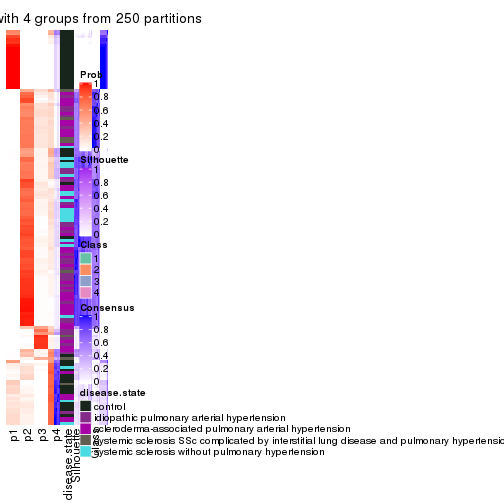 with 4 groups from 250 partitions
Prob
1
0.8
0.6
0.4
0.2
0
Silhouette
1
0.8
0.6
0.4
0.2
0
Class
1
2
3
4
Consensus
1
0.8
0.6
0.4
0.2
0
disease.state
control
idiopathic pulmonary arterial hypertension
scleroderma-associated pulmonary arterial hypertension
systemic sclerosis SSc complicated by interstitial lung disease and pulmonary hypertensio
systemic sclerosis without pulmonary hypertension
p1
p2
p3
p4
disease.state
Silhouette